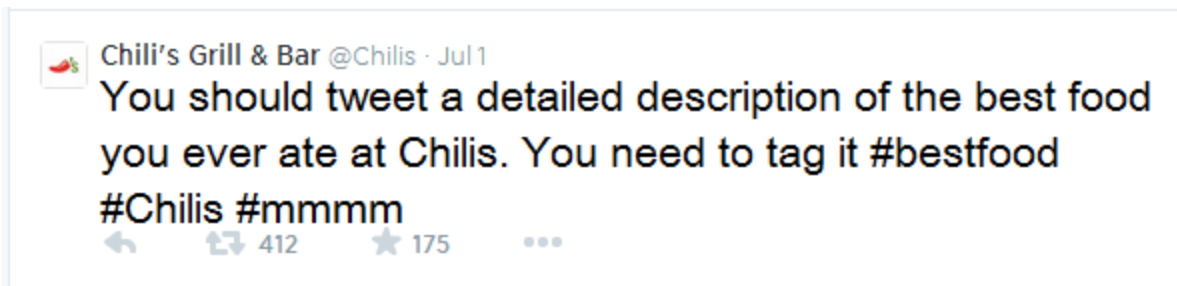 Chili's Grill & Bar @Chilis · Jul 1
You should tweet a detailed description of the best food
you ever ate at Chilis. You need to tag it #bestfood
#Chilis #mmmm
412 175 •••